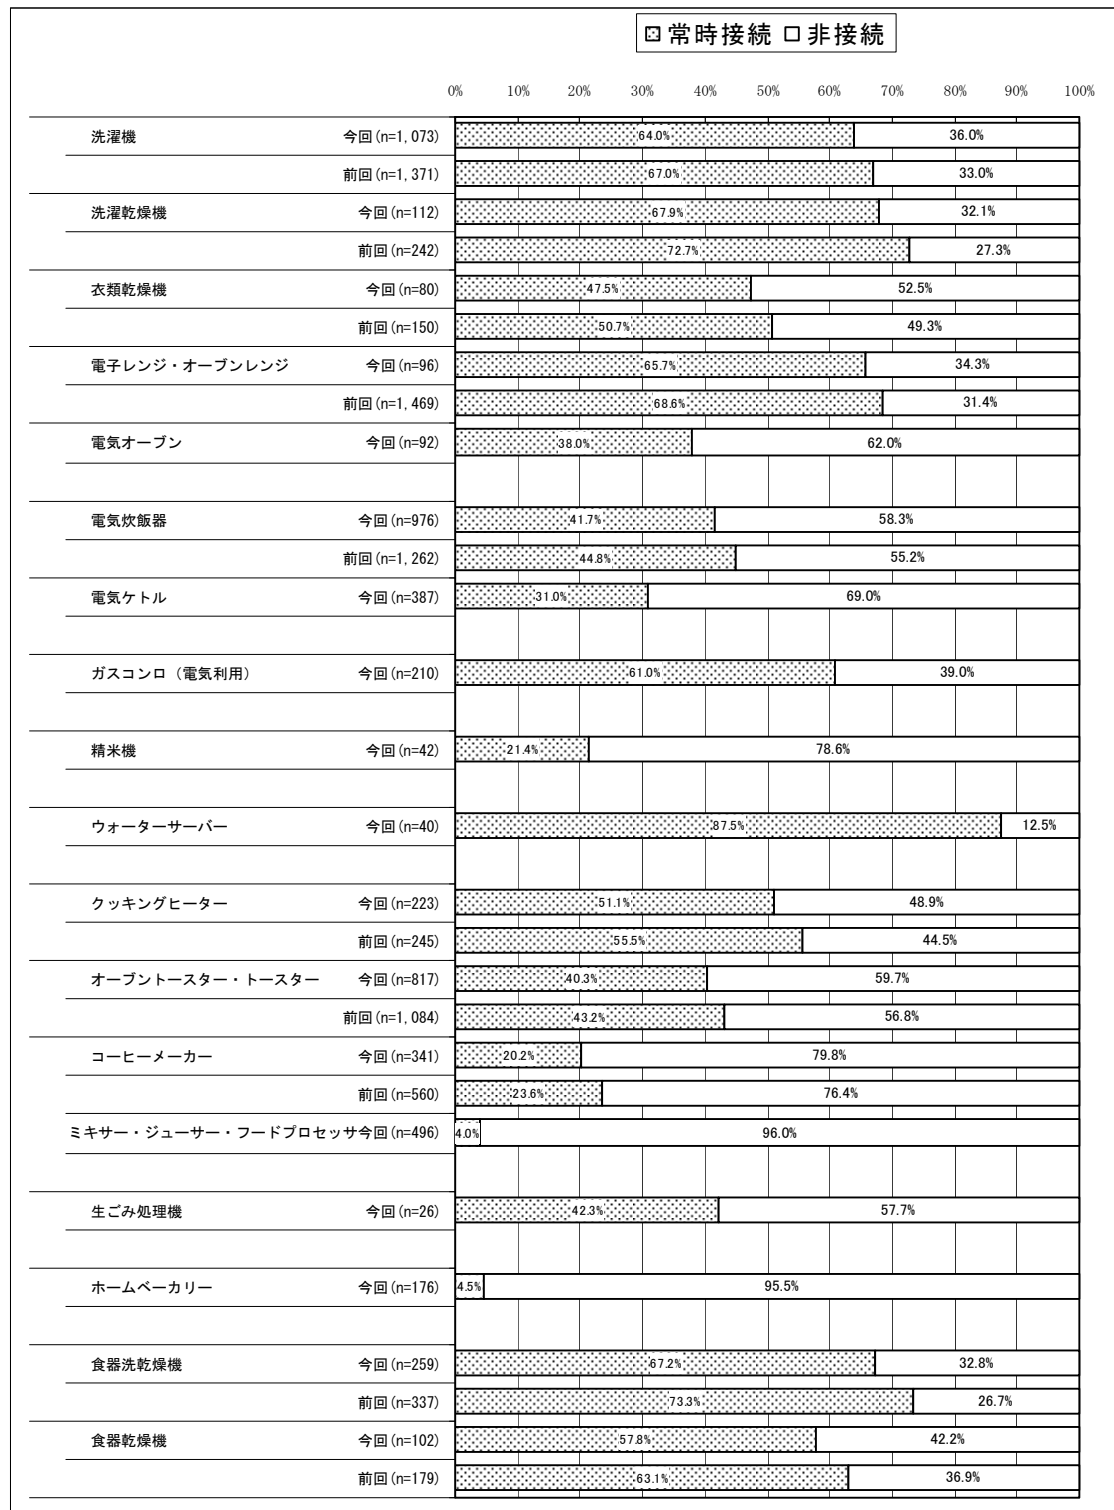 常時接続 非接続
0% 10% 20% 30% 40% 50% 60% 70% 80% 90% 100%
洗濯機 今回(n=1,073) 64.0% 36.0%
前回(n=1,371) 67.0% 33.0%
洗濯乾燥機 今回(n=112) 67.9% 32.1%
前回(n=242) 72.7% 27.3%
衣類乾燥機 今回(n=80) 47.5% 52.5%
前回(n=150) 50.7% 49.3%
電子レンジ・オーブンレンジ 今回(n=96) 65.7% 34.3%
前回(n=1,469) 68.6% 31.4%
電気オーブン 今回(n=92) 38.0% 62.0%
電気炊飯器 今回(n=976) 41.7% 58.3%
前回(n=1,262) 44.8% 55.2%
電気ケトル 今回(n=387) 31.0% 69.0%
ガスコンロ（電気利用） 今回(n=210) 61.0% 39.0%
精米機 今回(n=42) 21.4% 78.6%
ウォーターサーバー 今回(n=40) 87.5% 12.5%
クッキングヒーター 今回(n=223) 51.1% 48.9%
前回(n=245) 55.5% 44.5%
オーブントースター・トースター 今回(n=817) 40.3% 59.7%
前回(n=1,084) 43.2% 56.8%
コーヒーメーカー 今回(n=341) 20.2% 79.8%
前回(n=560) 23.6% 76.4%
ミキサー・ジューサー・フードプロセッサ今回(n=496) 4.0% 96.0%
生ごみ処理機 今回(n=26) 42.3% 57.7%
ホームベーカリー 今回(n=176) 4.5% 95.5%
食器洗乾燥機 今回(n=259) 67.2% 32.8%
前回(n=337) 73.3% 26.7%
食器乾燥機 今回(n=102) 57.8% 42.2%
前回(n=179) 63.1% 36.9%